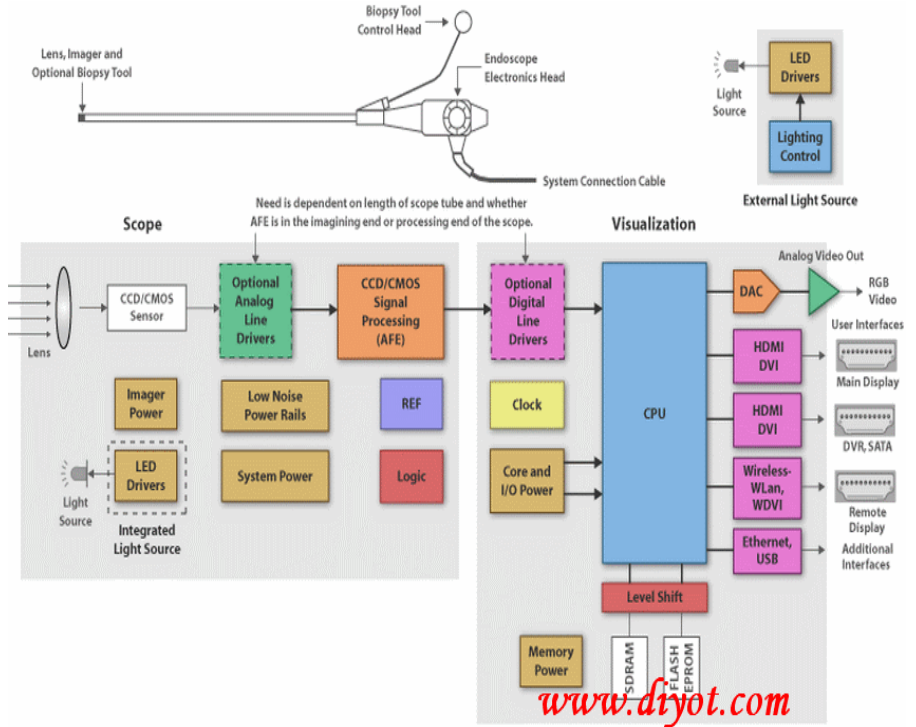 Biopsy Tool
Control Head
Lens, Imager and
Optional Biopsy Tool
Endoscope
Electronics Head
System Connection Cable
LED
Drivers
Light
Source
Lighting
Control
External Light Source
Need is dependent on length of scope tube and whether
AFE is in the imagining end or processing end of the scope.
Scope
Visualization
Lens
CCD/CMOS
Sensor
Optional
Analog
Line
Drivers
CCD/CMOS
Signal
Processing
(AFE)
Imager
Power
Low Noise
Power Rails
REF
LED
Drivers
Light
Source
Integrated
Light Source
System Power
Logic
Optional
Digital
Line
Drivers
Clock
Core and
I/O Power
CPU
Level Shift
Memory
Power
SDRAM
FLASH
EPROM
Analog Video Out
DAC
RGB
Video
User Interfaces
HDMI
DVI
Main Display
HDMI
DVI
DVR, SATA
Wireless-
WLan,
WDVI
Remote
Display
Ethernet,
USB
Additional
Interfaces
www.diyot.com